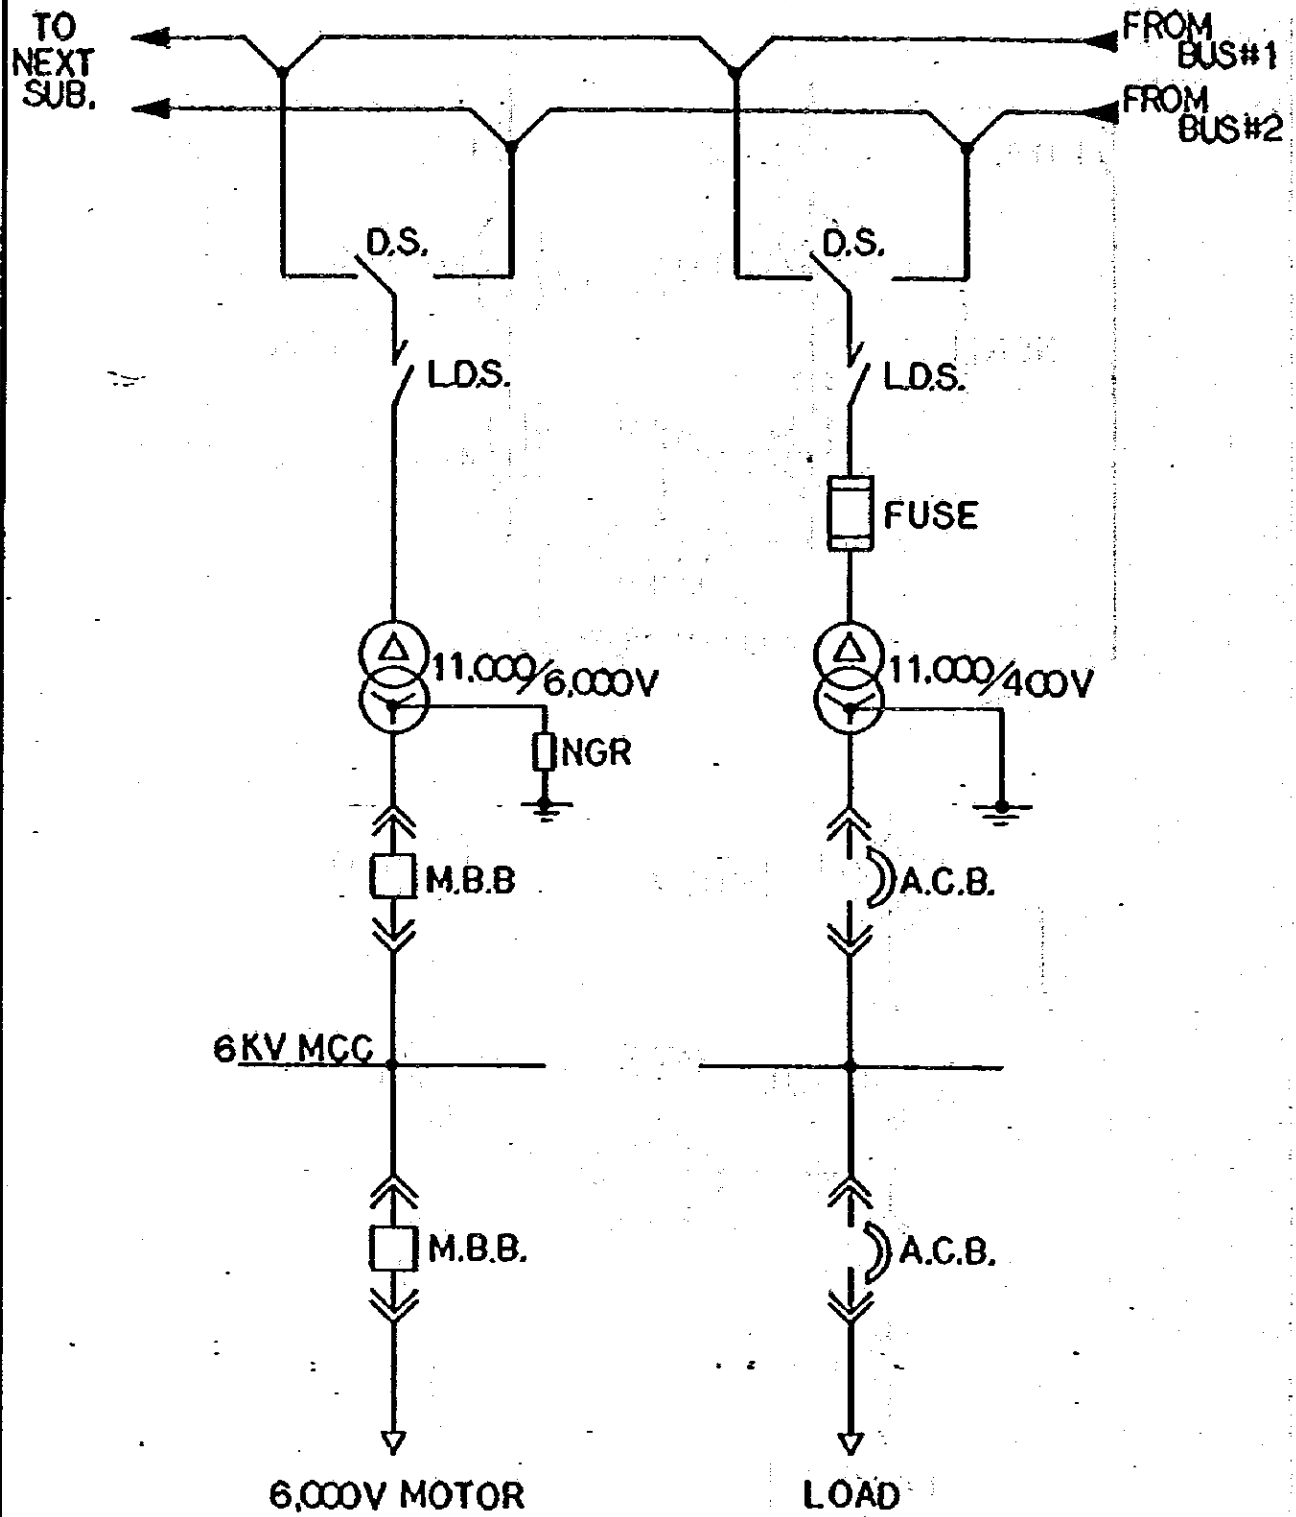 TO
NEXT
SUB.
FROM
BUS#1
FROM
BUS#2
D.S.
D.S.
L.D.S.
L.D.S.
FUSE
11,000/6,000V
11,000/400V
NGR
M.B.B
A.C.B.
6KV MCC
M.B.B.
A.C.B.
6,000V MOTOR
LOAD